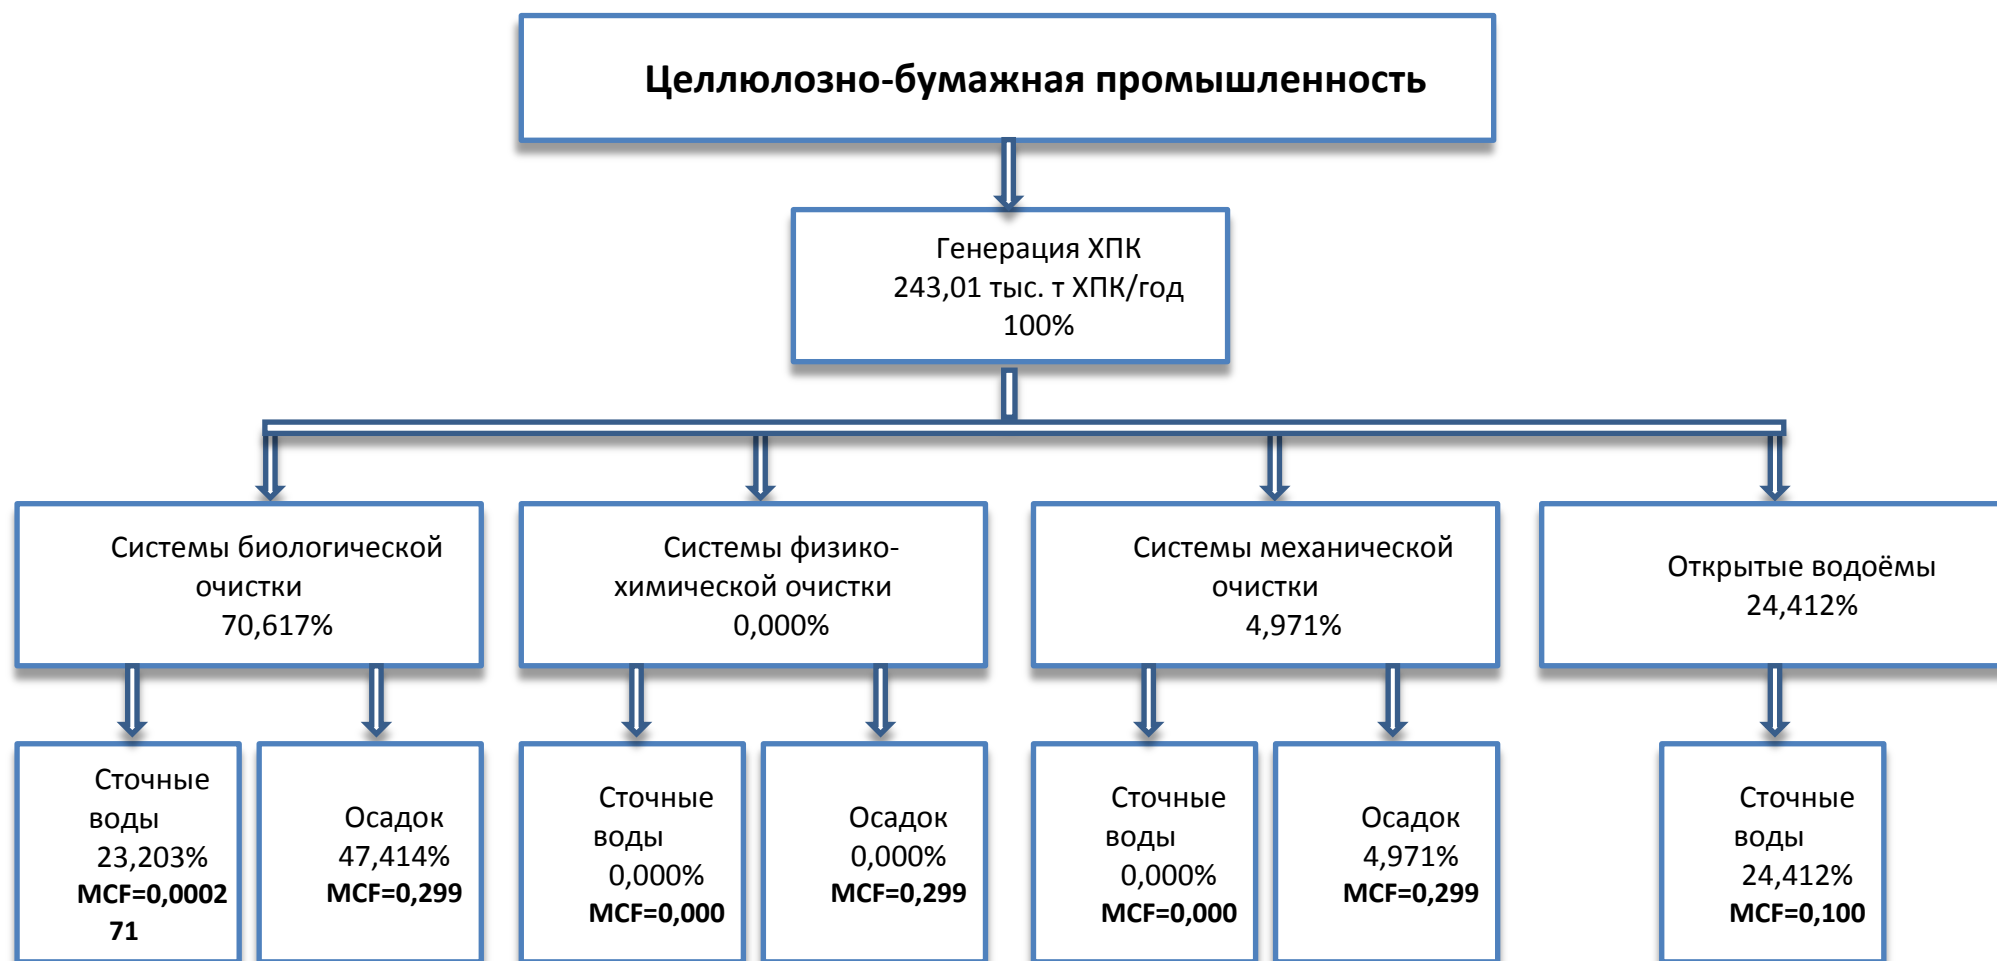 Целлюлозно-бумажная промышленность
Генерация ХПК
243,01 тыс. т ХПК/год
100%
Системы биологической
очистки
70,617%
Системы физико-
химической очистки
0,000%
Системы механической
очистки
4,971%
Открытые водоёмы
24,412%
Сточные
воды
23,203%
MCF=0,0002
71
Осадок
47,414%
MCF=0,299
Сточные
воды
0,000%
MCF=0,000
Осадок
0,000%
MCF=0,299
Сточные
воды
0,000%
MCF=0,000
Осадок
4,971%
MCF=0,299
Сточные
воды
24,412%
MCF=0,100